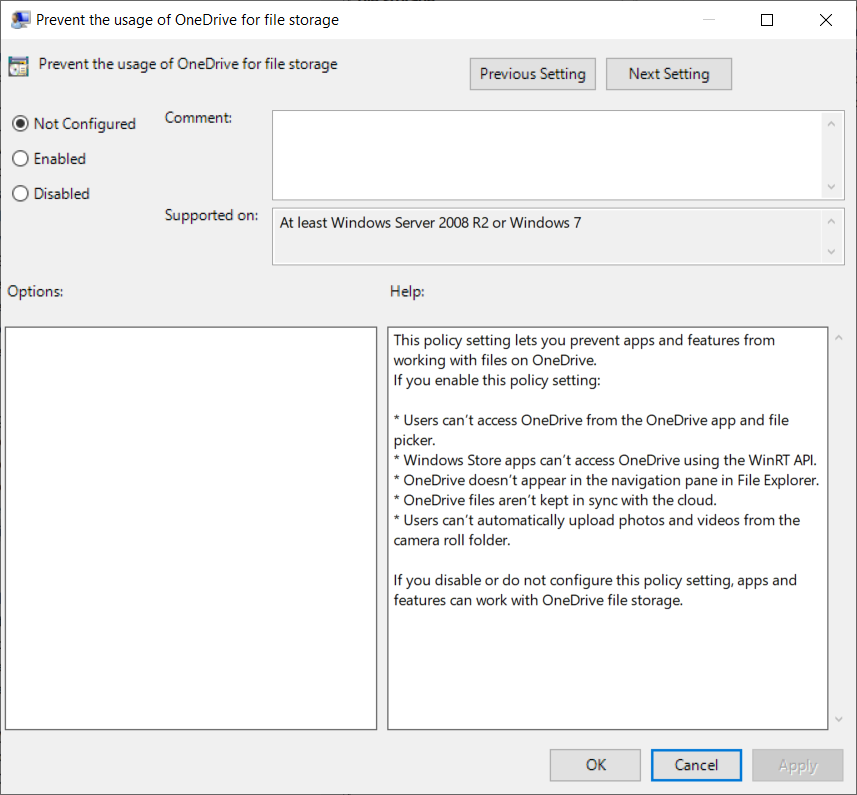 Prevent the usage of OneDrive for file storage
Prevent the usage of OneDrive for file storage
Previous Setting
Next Setting
Not Configured
Enabled
Disabled
Comment:
Supported on:
At least Windows Server 2008 R2 or Windows 7
Options:
Help:
This policy setting lets you prevent apps and features from
working with files on OneDrive.
If you enable this policy setting:
* Users can’t access OneDrive from the OneDrive app and file
picker.
* Windows Store apps can’t access OneDrive using the WinRT API.
* OneDrive doesn’t appear in the navigation pane in File Explorer.
* OneDrive files aren’t kept in sync with the cloud.
* Users can’t automatically upload photos and videos from the
camera roll folder.
If you disable or do not configure this policy setting, apps and
features can work with OneDrive file storage.
OK
Cancel
Apply